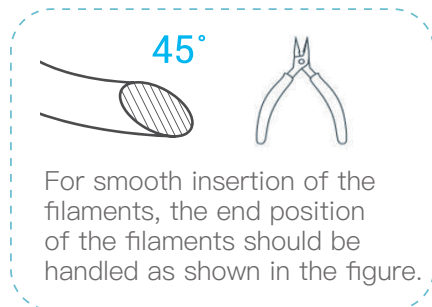 45°
For smooth insertion of the
filaments, the end position
of the filaments should be
handled as shown in the figure.